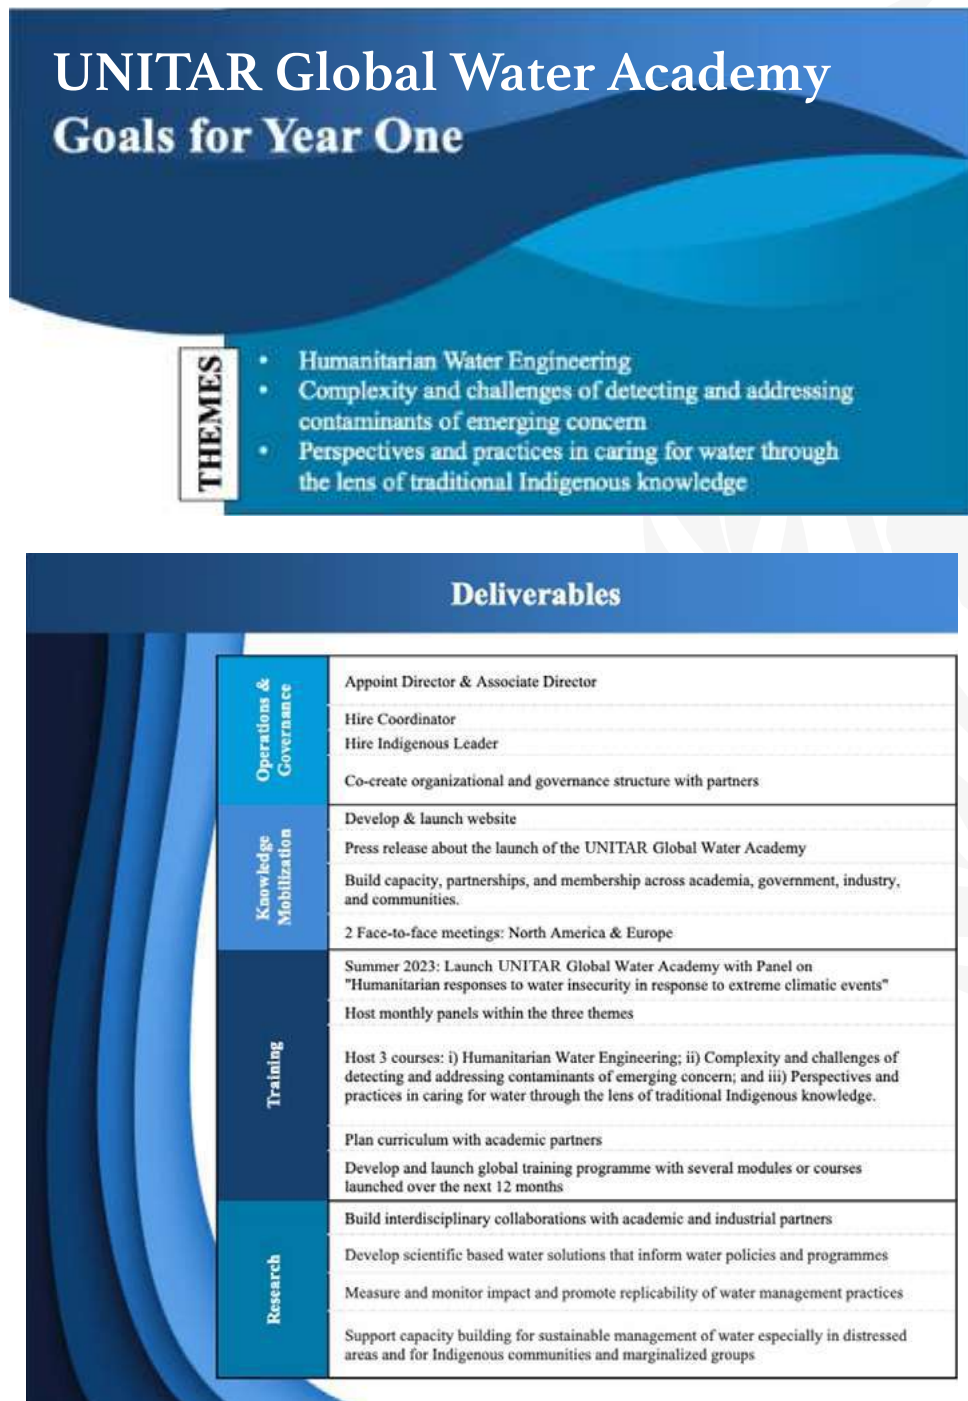 UNITAR Global Water Academy
Goals for Year One
THEMES
• Humanitarian Water Engineering
• Complexity and challenges of detecting and addressing
contaminants of emerging concern
• Perspectives and practices in caring for water through
the lens of traditional Indigenous knowledge
Deliverables
Operations &
Governance
Appoint Director & Associate Director
Hire Coordinator
Hire Indigenous Leader
Co-create organizational and governance structure with partners
Knowledge
Mobilization
Develop & launch website
Press release about the launch of the UNITAR Global Water Academy
Build capacity, partnerships, and membership across academia, government, industry,
and communities.
2 Face-to-face meetings: North America & Europe
Training
Summer 2023: Launch UNITAR Global Water Academy with Panel on
"Humanitarian responses to water insecurity in response to extreme climatic events"
Host monthly panels within the three themes
Host 3 courses: i) Humanitarian Water Engineering; ii) Complexity and challenges of
detecting and addressing contaminants of emerging concern; and iii) Perspectives and
practices in caring for water through the lens of traditional Indigenous knowledge.
Plan curriculum with academic partners
Develop and launch global training programme with several modules or courses
launched over the next 12 months
Research
Build interdisciplinary collaborations with academic and industrial partners
Develop scientific based water solutions that inform water policies and programmes
Measure and monitor impact and promote replicability of water management practices
Support capacity building for sustainable management of water especially in distressed
areas and for Indigenous communities and marginalized groups